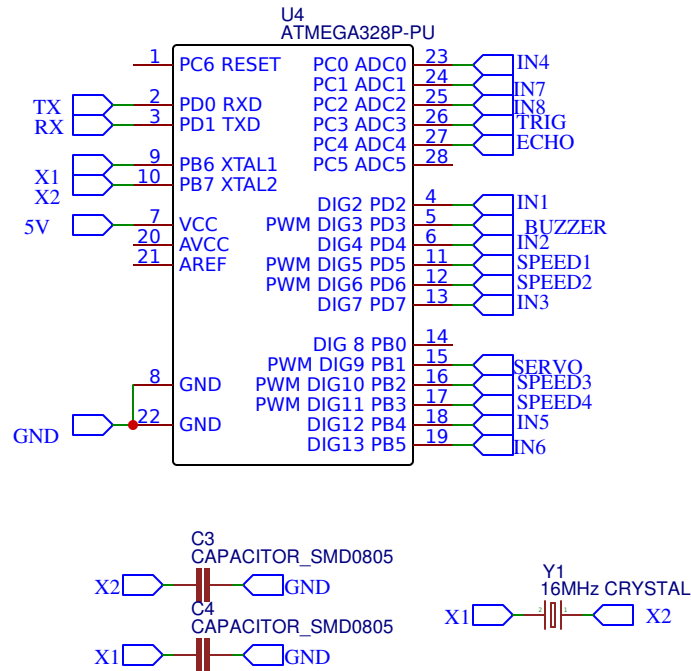 U4
ATMEGA328P-PU
1 PC6 RESET PC0 ADC0 23 IN4
PC1 ADC1 24 IN7
TX 2 PD0 RXD PC2 ADC2 25 IN8
RX 3 PD1 TXD PC3 ADC3 26 TRIG
PC4 ADC4 27 ECHO
X1 9 PB6 XTAL1 PC5 ADC5 28
X2 10 PB7 XTAL2
DIG2 PD2 4 IN1
5V 7 VCC PWM DIG3 PD3 5 BUZZER
20 AVCC DIG4 PD4 6 IN2
21 AREF PWM DIG5 PD5 11 SPEED1
PWM DIG6 PD6 12 SPEED2
DIG7 PD7 13 IN3
DIG 8 PB0 14
PWM DIG9 PB1 15 SERVO
8 GND PWM DIG10 PB2 16 SPEED3
PWM DIG11 PB3 17 SPEED4
GND 22 GND DIG12 PB4 18 IN5
DIG13 PB5 19 IN6
C3
CAPACITOR_SMD0805
X2 GND
C4
CAPACITOR_SMD0805
X1 GND
Y1
16MHz CRYSTAL
X1 2 1 X2